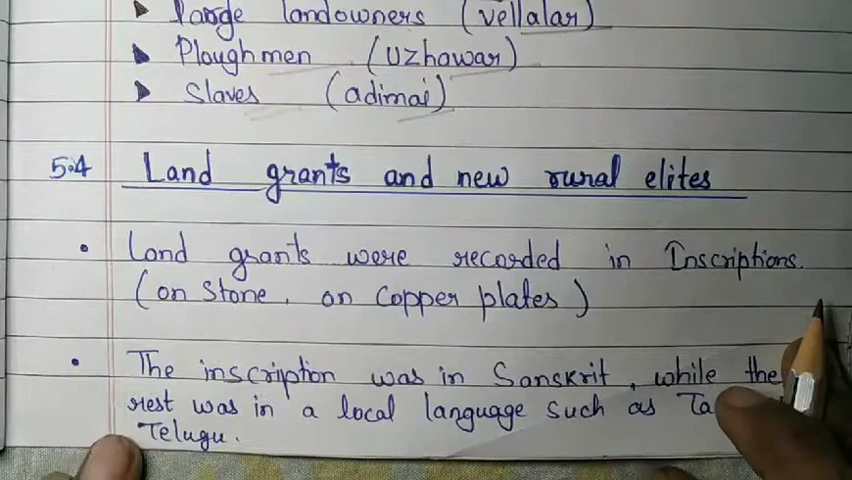 large landowners (vellalar)
Ploughmen (Uzhawar)
Slaves (adimai)
5.4 Land grants and new rural elites
• Land grants were recorded in Inscriptions.
(on Stone, on Copper plates)
• The inscription was in Sanskrit, while the
rest was in a local language such as
Telugu.